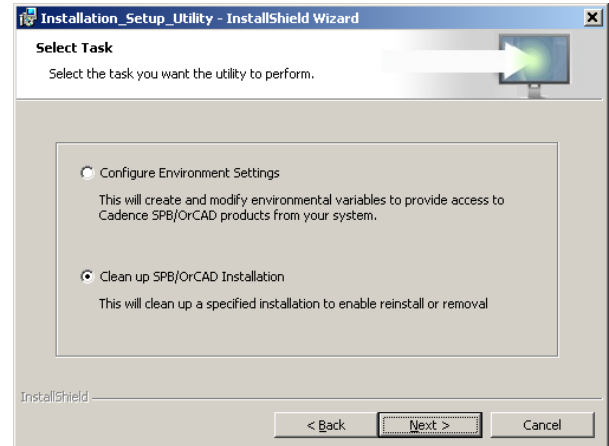 Installation_Setup_Utility - InstallShield Wizard
Select Task
Select the task you want the utility to perform.
Configure Environment Settings
This will create and modify environmental variables to provide access to
Cadence SPB/OrCAD products from your system.
Clean up SPB/OrCAD Installation
This will clean up a specified installation to enable reinstall or removal
InstallShield
< Back Next > Cancel